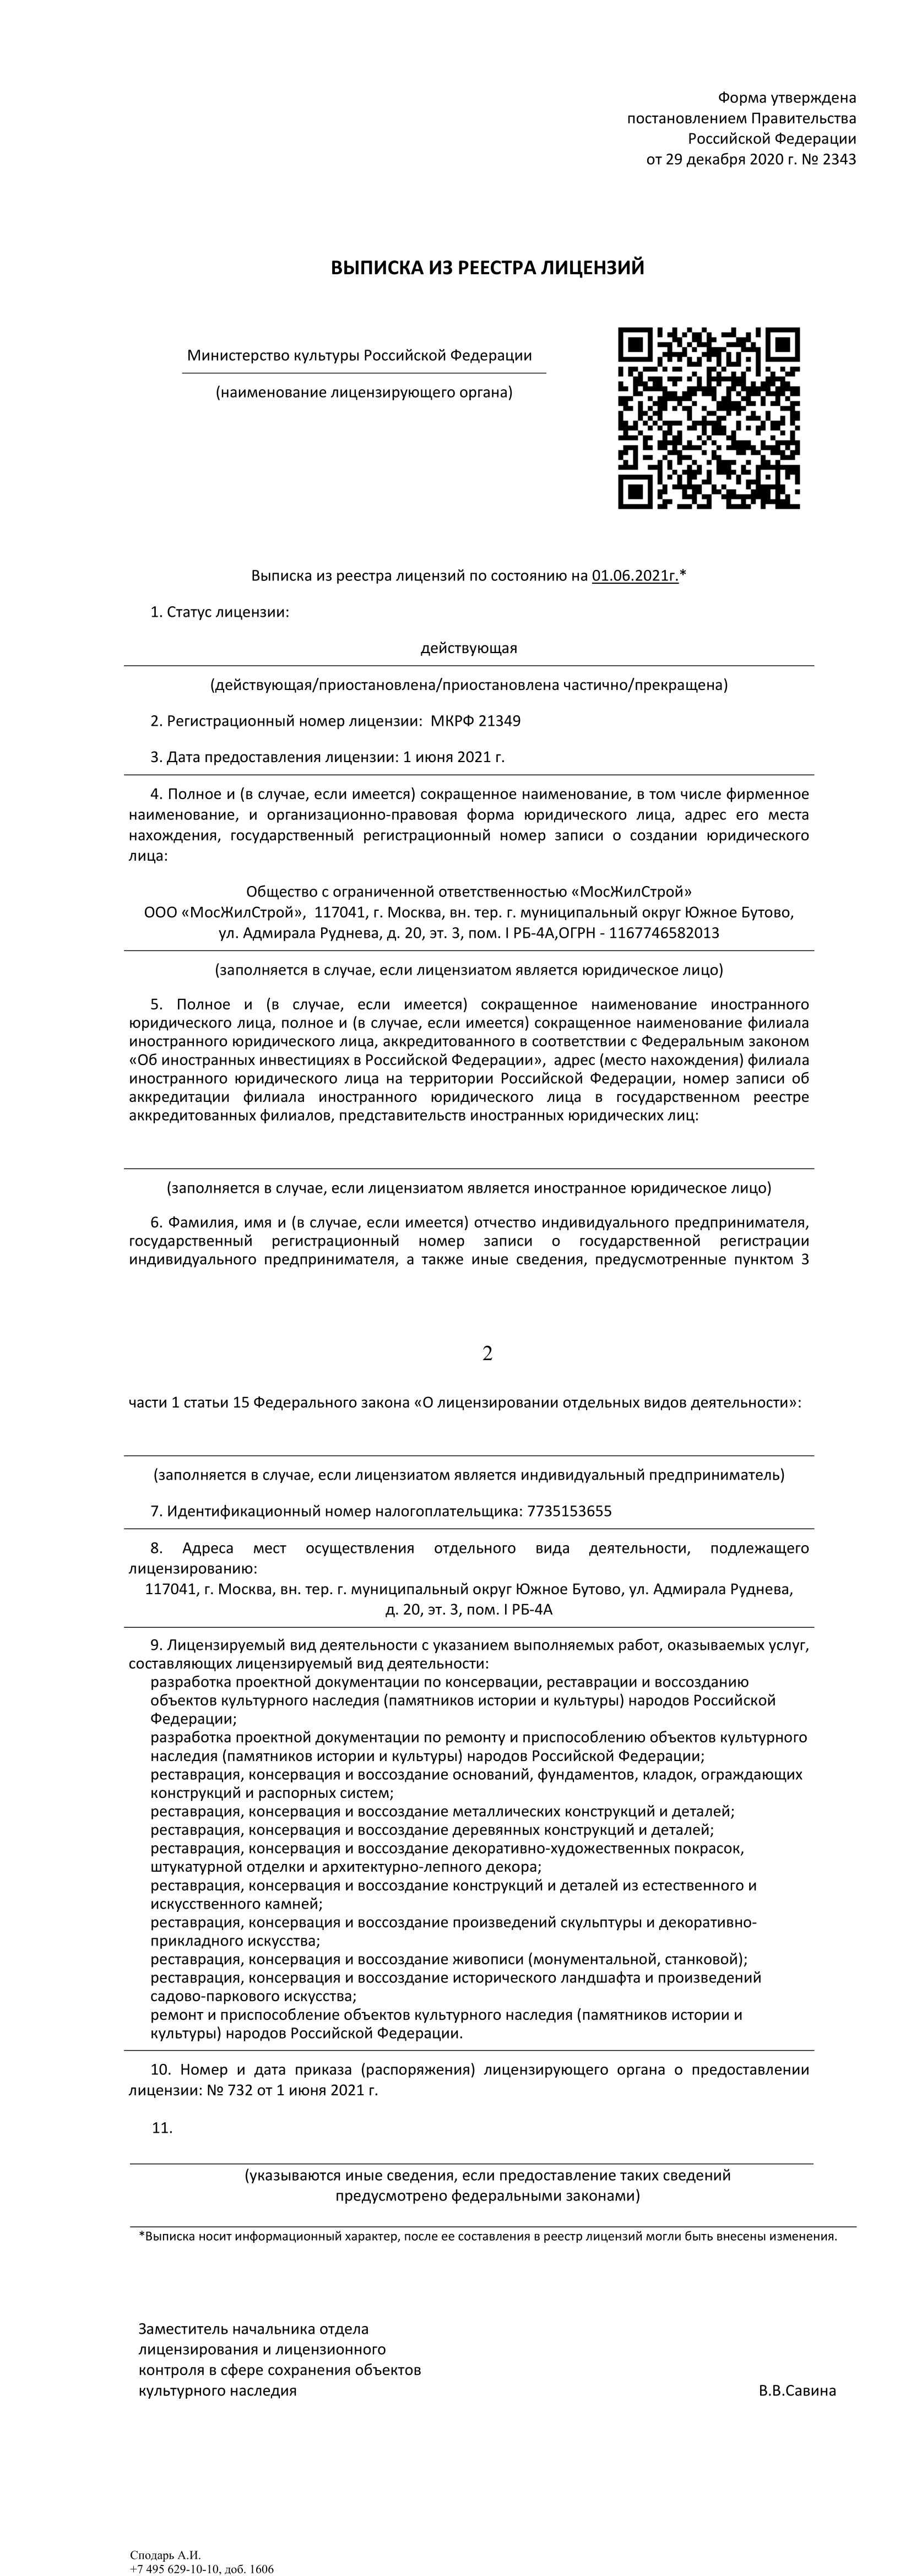 Форма утверждена
постановлением Правительства
Российской Федерации
от 29 декабря 2020 г. № 2343
ВЫПИСКА ИЗ РЕЕСТРА ЛИЦЕНЗИЙ
Министерство культуры Российской Федерации
(наименование лицензирующего органа)
Выписка из реестра лицензий по состоянию на 01.06.2021г.*
1. Статус лицензии:
действующая
(действующая/приостановлена/приостановлена частично/прекращена)
2. Регистрационный номер лицензии: МКРФ 21349
3. Дата предоставления лицензии: 1 июня 2021 г.
4. Полное и (в случае, если имеется) сокращенное наименование, в том числе фирменное
наименование, и организационно-правовая форма юридического лица, адрес его места
нахождения, государственный регистрационный номер записи о создании юридического
лица:
Общество с ограниченной ответственностью «МосЖилСтрой»
ООО «МосЖилСтрой», 117041, г. Москва, вн. тер. г. муниципальный округ Южное Бутово,
ул. Адмирала Руднева, д. 20, эт. 3, пом. I РБ-4А,ОГРН - 1167746582013
(заполняется в случае, если лицензиатом является юридическое лицо)
5. Полное и (в случае, если имеется) сокращенное наименование иностранного
юридического лица, полное и (в случае, если имеется) сокращенное наименование филиала
иностранного юридического лица, аккредитованного в соответствии с Федеральным законом
«Об иностранных инвестициях в Российской Федерации», адрес (место нахождения) филиала
иностранного юридического лица на территории Российской Федерации, номер записи об
аккредитации филиала иностранного юридического лица в государственном реестре
аккредитованных филиалов, представительств иностранных юридических лиц:
(заполняется в случае, если лицензиатом является иностранное юридическое лицо)
6. Фамилия, имя и (в случае, если имеется) отчество индивидуального предпринимателя,
государственный регистрационный номер записи о государственной регистрации
индивидуального предпринимателя, а также иные сведения, предусмотренные пунктом 3
2
части 1 статьи 15 Федерального закона «О лицензировании отдельных видов деятельности»:
(заполняется в случае, если лицензиатом является индивидуальный предприниматель)
7. Идентификационный номер налогоплательщика: 7735153655
8. Адреса мест осуществления отдельного вида деятельности, подлежащего
лицензированию:
117041, г. Москва, вн. тер. г. муниципальный округ Южное Бутово, ул. Адмирала Руднева,
д. 20, эт. 3, пом. I РБ-4А
9. Лицензируемый вид деятельности с указанием выполняемых работ, оказываемых услуг,
составляющих лицензируемый вид деятельности:
разработка проектной документации по консервации, реставрации и воссозданию
объектов культурного наследия (памятников истории и культуры) народов Российской
Федерации;
разработка проектной документации по ремонту и приспособлению объектов культурного
наследия (памятников истории и культуры) народов Российской Федерации;
реставрация, консервация и воссоздание оснований, фундаментов, кладок, ограждающих
конструкций и распорных систем;
реставрация, консервация и воссоздание металлических конструкций и деталей;
реставрация, консервация и воссоздание деревянных конструкций и деталей;
реставрация, консервация и воссоздание декоративно-художественных покрасок,
штукатурной отделки и архитектурно-лепного декора;
реставрация, консервация и воссоздание конструкций и деталей из естественного и
искусственного камней;
реставрация, консервация и воссоздание произведений скульптуры и декоративно-
прикладного искусства;
реставрация, консервация и воссоздание живописи (монументальной, станковой);
реставрация, консервация и воссоздание исторического ландшафта и произведений
садово-паркового искусства;
ремонт и приспособление объектов культурного наследия (памятников истории и
культуры) народов Российской Федерации.
10. Номер и дата приказа (распоряжения) лицензирующего органа о предоставлении
лицензии: № 732 от 1 июня 2021 г.
11.
(указываются иные сведения, если предоставление таких сведений
предусмотрено федеральными законами)
*Выписка носит информационный характер, после ее составления в реестр лицензий могли быть внесены изменения.
Заместитель начальника отдела
лицензирования и лицензионного
контроля в сфере сохранения объектов
культурного наследия В.В.Савина
Сподарь А.И.
+7 495 629-10-10, доб. 1606